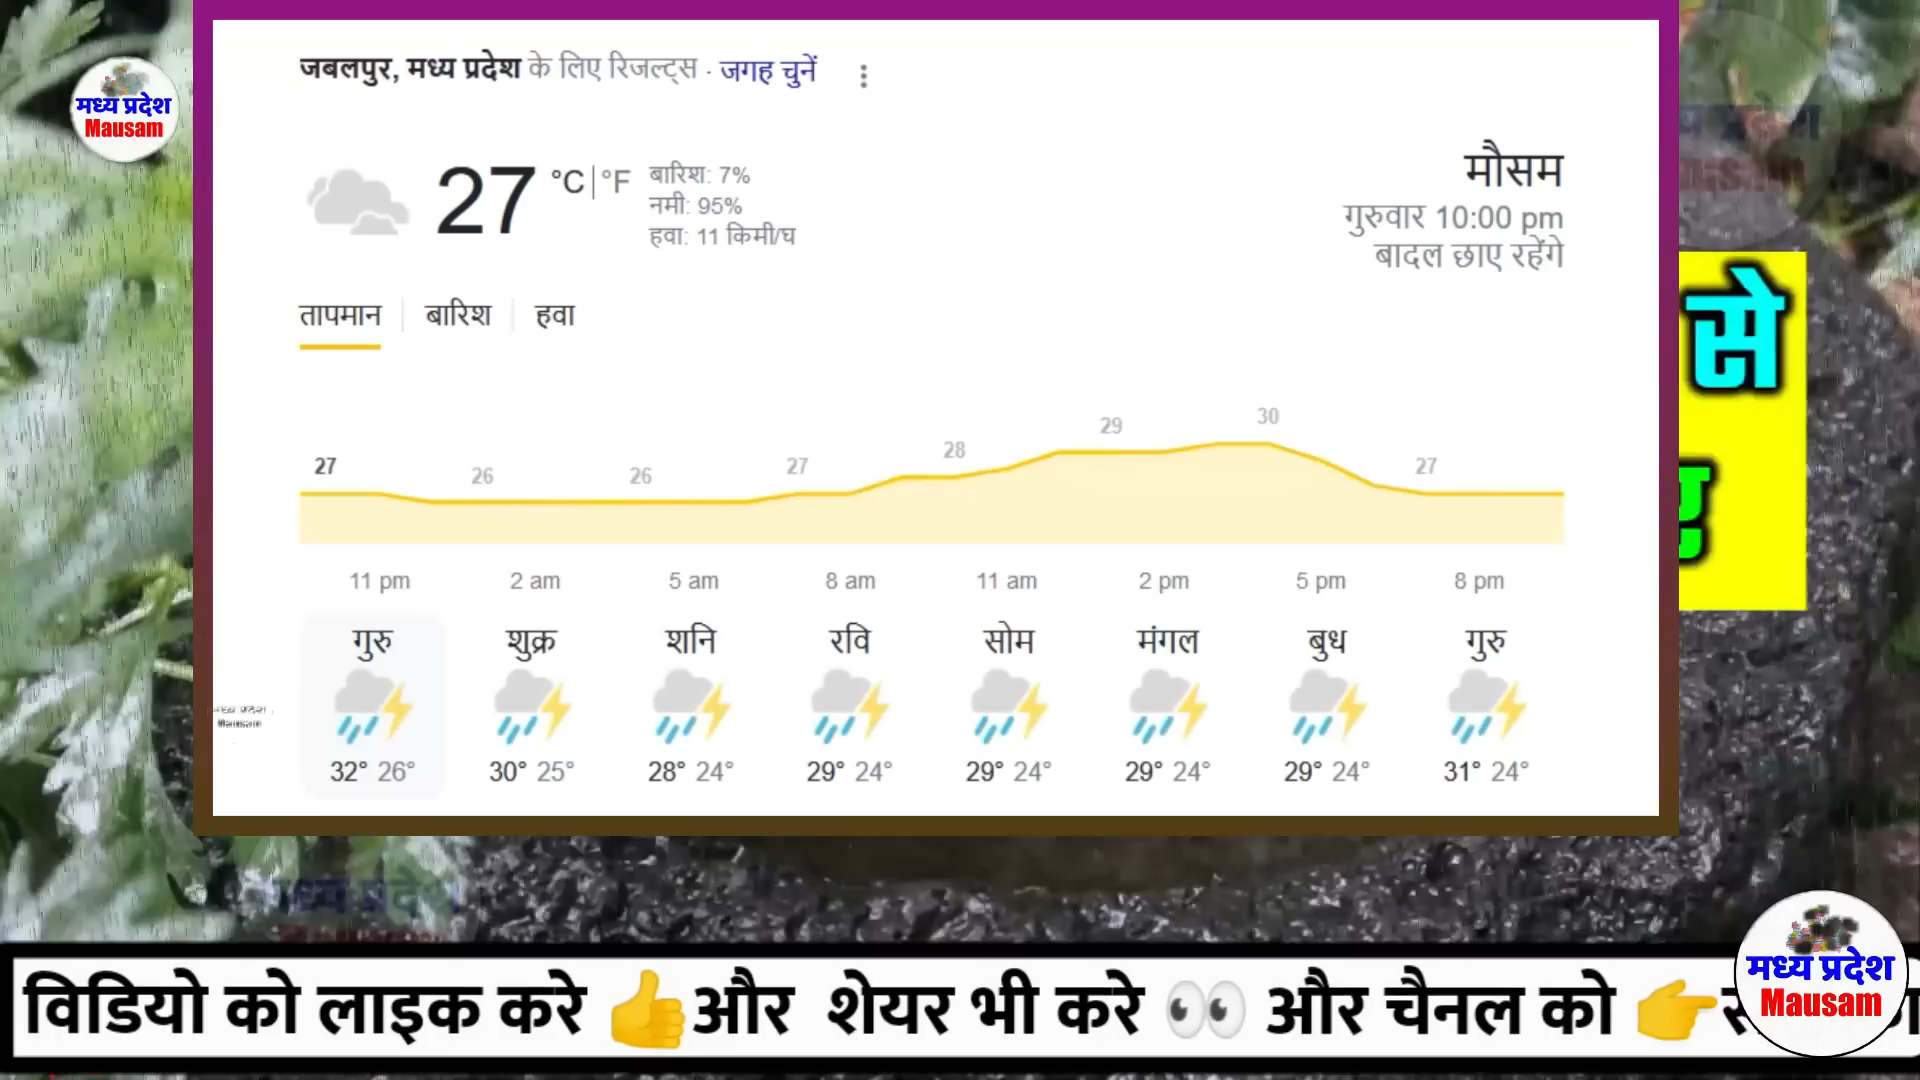 मध्य प्रदेश
Mausam
जबलपुर, मध्य प्रदेश के लिए रिजल्ट्स · जगह चुनें
27 °C | °F
बारिश: 7%
नमी: 95%
हवा: 11 किमी/घ
मौसम
गुरुवार 10:00 pm
बादल छाए रहेंगे
तापमान | बारिश | हवा
27 26 26 27 28 29 30 27
11 pm 2 am 5 am 8 am 11 am 2 pm 5 pm 8 pm
गुरु शुक्र शनि रवि सोम मंगल बुध गुरु
32° 26° 30° 25° 28° 24° 29° 24° 29° 24° 29° 24° 29° 24° 31° 24°
से
मध्य प्रदेश
Mausam
विडियो को लाइक करे 👍और शेयर भी करे 👀 और चैनल को 👉
मध्य प्रदेश
Mausam